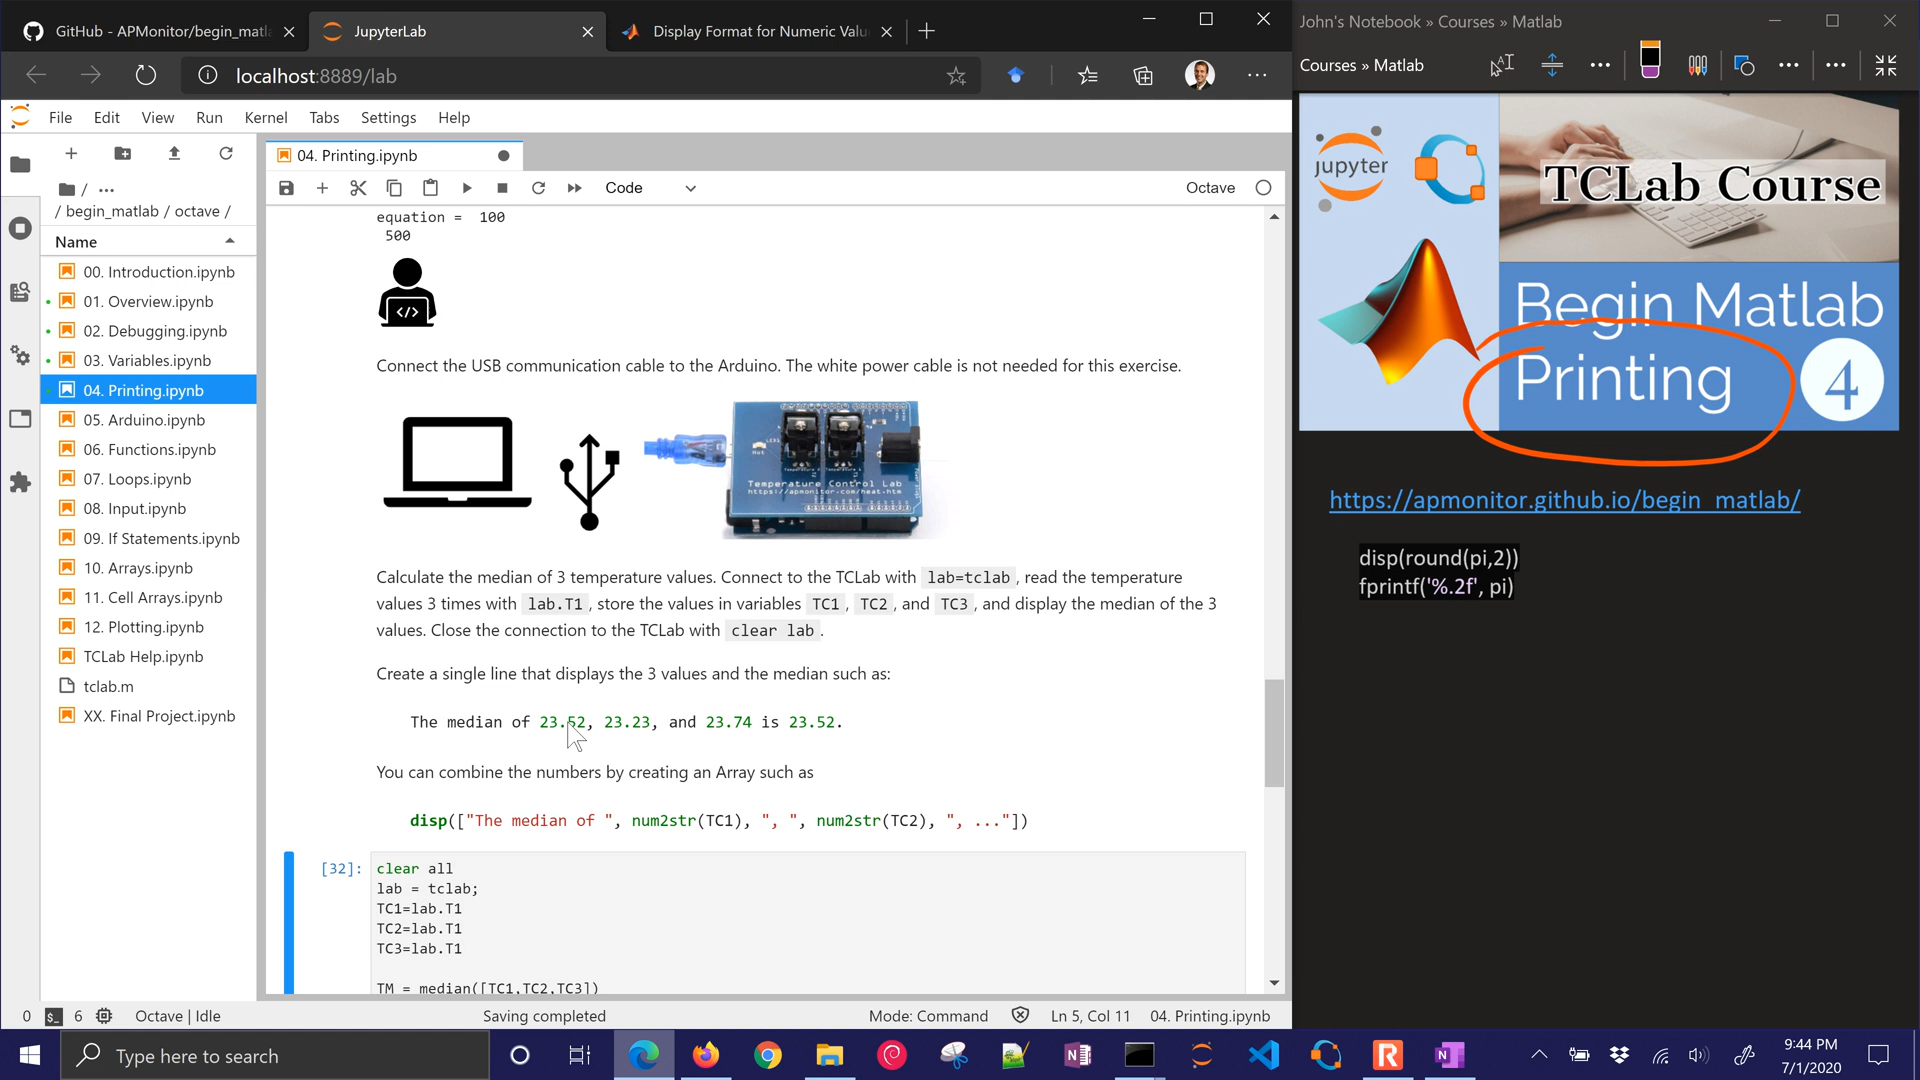 GitHub - APMonitor/begin_matla
JupyterLab
Display Format for Numeric Valu
localhost:8889/lab
File Edit View Run Kernel Tabs Settings Help
/ ...
/ begin_matlab / octave /
Name
00. Introduction.ipynb
01. Overview.ipynb
02. Debugging.ipynb
03. Variables.ipynb
04. Printing.ipynb
05. Arduino.ipynb
06. Functions.ipynb
07. Loops.ipynb
08. Input.ipynb
09. If Statements.ipynb
10. Arrays.ipynb
11. Cell Arrays.ipynb
12. Plotting.ipynb
TCLab Help.ipynb
tclab.m
XX. Final Project.ipynb
04. Printing.ipynb
Code
Octave
equation =  100
500
</>
Connect the USB communication cable to the Arduino. The white power cable is not needed for this exercise.
Temperature Control Lab
https://apmonitor.com/heat.htm
Calculate the median of 3 temperature values. Connect to the TCLab with lab=tclab, read the temperature
values 3 times with lab.T1, store the values in variables TC1, TC2, and TC3, and display the median of the 3
values. Close the connection to the TCLab with clear lab.
Create a single line that displays the 3 values and the median such as:
The median of 23.52, 23.23, and 23.74 is 23.52.
You can combine the numbers by creating an Array such as
disp(["The median of ", num2str(TC1), ", ", num2str(TC2), ", ..."])
[32]:
clear all
lab = tclab;
TC1=lab.T1
TC2=lab.T1
TC3=lab.T1
TM = median([TC1,TC2,TC3])
0 $_ 6 Octave | Idle Saving completed Mode: Command Ln 5, Col 11 04. Printing.ipynb
John's Notebook » Courses » Matlab
Courses » Matlab
jupyter
TCLab Course
Begin Matlab
Printing
4
https://apmonitor.github.io/begin_matlab/
disp(round(pi,2))
fprintf('%.2f', pi)
Type here to search
9:44 PM
7/1/2020